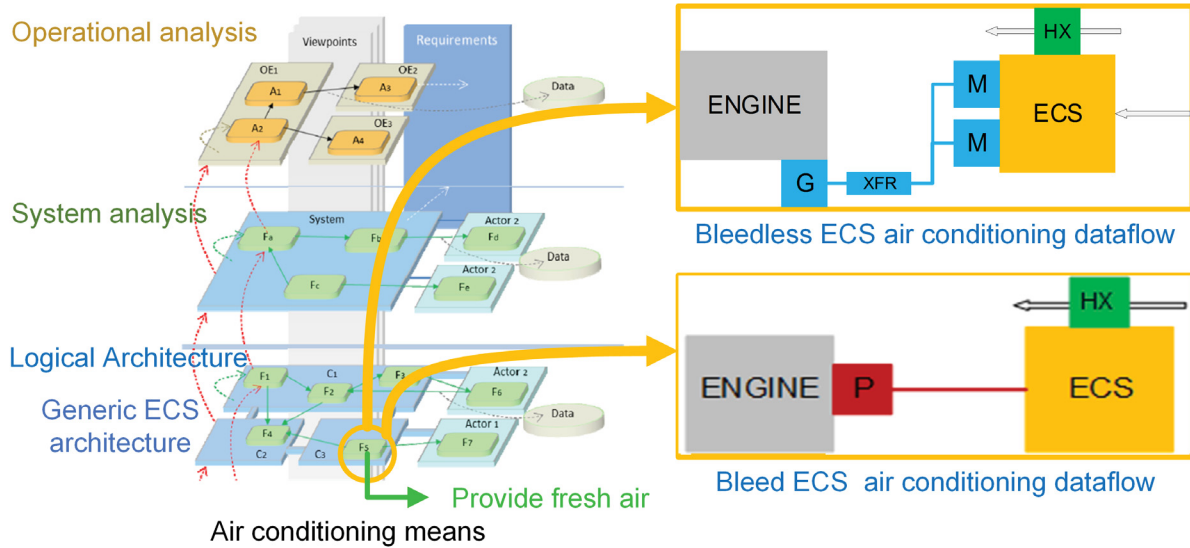 Operational analysis
Viewpoints
Requirements
OE1
OE2
A1
A3
Data
A2
OE3
A4
System analysis
System
Actor 2
Fa
Fb
Fd
Data
Actor 2
Fc
Fe
Logical Architecture
F1
C1
F3
Actor 2
F2
F6
Generic ECS
architecture
Data
F4
Actor 1
F5
F7
C2
C3
Provide fresh air
Air conditioning means
HX
ENGINE
M
ECS
M
G
XFR
Bleedless ECS air conditioning dataflow
HX
ENGINE
P
ECS
Bleed ECS air conditioning dataflow